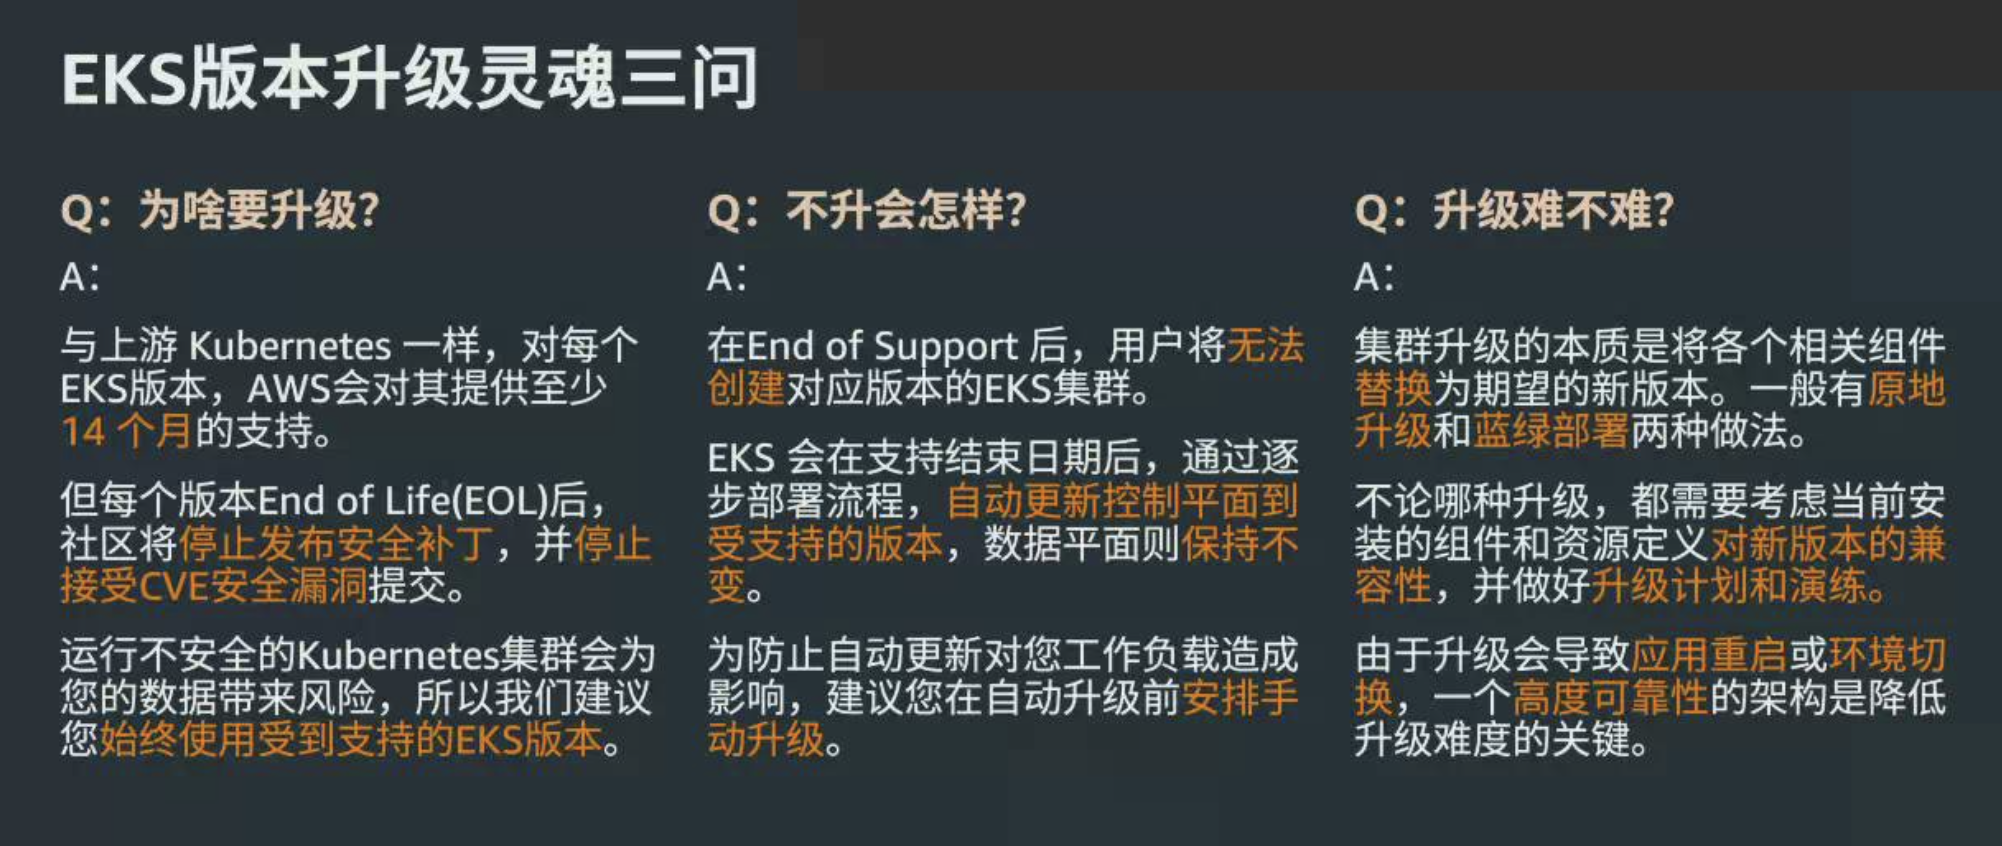 EKS版本升级灵魂三问
Q：为啥要升级？
A：
与上游 Kubernetes 一样，对每个
EKS版本，AWS会对其提供至少
14 个月的支持。
但每个版本End of Life(EOL)后，
社区将停止发布安全补丁，并停止
接受CVE安全漏洞提交。
运行不安全的Kubernetes集群会为
您的数据带来风险，所以我们建议
您始终使用受到支持的EKS版本。
Q：不升会怎样？
A：
在End of Support 后，用户将无法
创建对应版本的EKS集群。
EKS 会在支持结束日期后，通过逐
步部署流程，自动更新控制平面到
受支持的版本，数据平面则保持不
变。
为防止自动更新对您工作负载造成
影响，建议您在自动升级前安排手
动升级。
Q：升级难不难？
A：
集群升级的本质是将各个相关组件
替换为期望的新版本。一般有原地
升级和蓝绿部署两种做法。
不论哪种升级，都需要考虑当前安
装的组件和资源定义对新版本的兼
容性，并做好升级计划和演练。
由于升级会导致应用重启或环境切
换，一个高度可靠性的架构是降低
升级难度的关键。